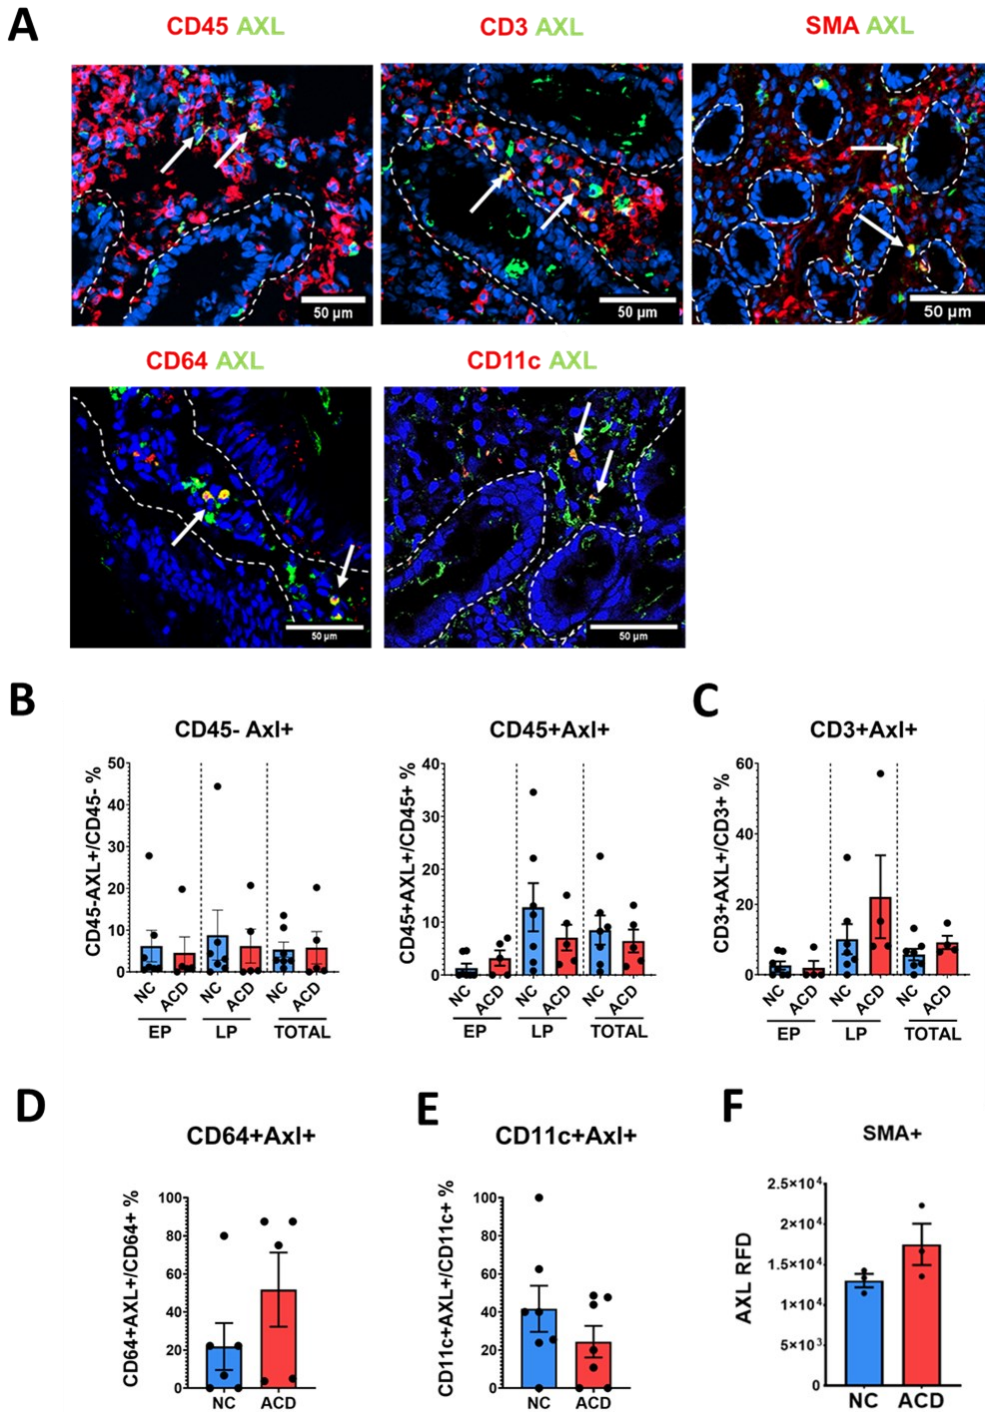 A
CD45 AXL
CD3 AXL
SMA AXL
50 µm
50 µm
50 µm
CD64 AXL
CD11c AXL
50 µm
50 µm
B
CD45- Axl+
CD45-AXL+/CD45- %
50
40
30
20
10
0
NC ACD NC ACD NC ACD
EP LP TOTAL
CD45+Axl+
CD45+AXL+/CD45+ %
40
30
20
10
0
NC ACD NC ACD NC ACD
EP LP TOTAL
C
CD3+Axl+
CD3+AXL+/CD3+ %
60
40
20
0
NC ACD NC ACD NC ACD
EP LP TOTAL
D
CD64+Axl+
CD64+AXL+/CD64+ %
100
80
60
40
20
0
NC ACD
E
CD11c+Axl+
CD11c+AXL+/CD11c+ %
100
80
60
40
20
0
NC ACD
F
SMA+
AXL RFD
2.5×10⁴
2×10⁴
1.5×10⁴
1×10⁴
5×10³
0
NC ACD